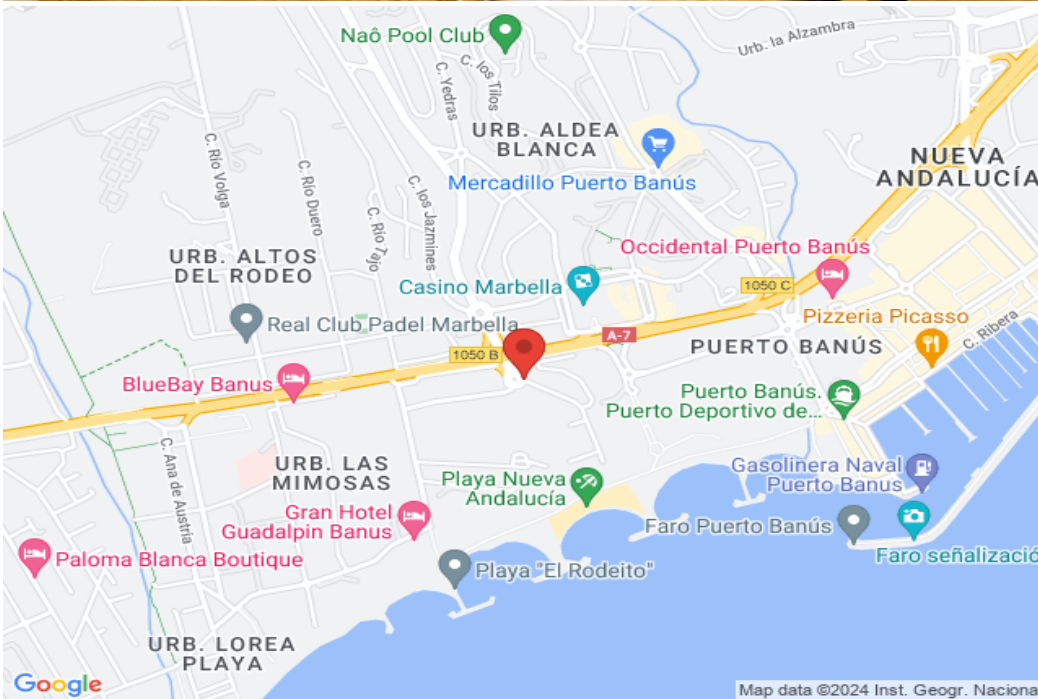 Naô Pool Club
Urb. la Alzambra
C. Yedras
C. los Tilos
URB. ALDEA
BLANCA
Mercadillo Puerto Banús
NUEVA
ANDALUCÍA
C. Río Volga
C. Río Duero
C. Río Tajo
C. los Jazmines
URB. ALTOS
DEL RODEO
Occidental Puerto Banús
Casino Marbella
1050 C
Real Club Padel Marbella
A-7
Pizzeria Picasso
C. Ribera
1050 B
PUERTO BANÚS
BlueBay Banus
Puerto Banús.
Puerto Deportivo de...
C. Ana de Austria
URB. LAS
MIMOSAS
Playa Nueva
Andalucía
Gasolinera Naval
Puerto Banus
Gran Hotel
Guadalpin Banus
Faro Puerto Banús
Faro señalizació
Paloma Blanca Boutique
Playa "El Rodeito"
URB. LOREA
PLAYA
Google
Map data ©2024 Inst. Geogr. Naciona